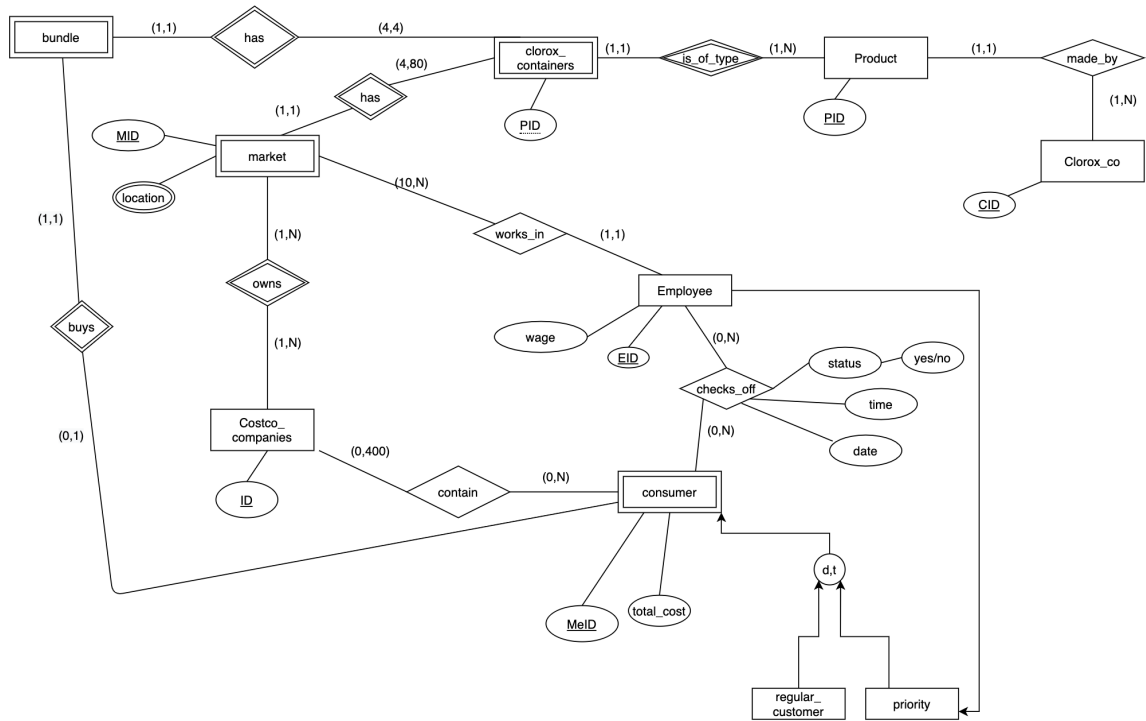 bundle
(1,1)
has
(4,4)
clorox_
containers
(1,1)
is_of_type
(1,N)
Product
(1,1)
made_by
(4,80)
has
(1,1)
PID
PID
(1,N)
MID
market
Clorox_co
location
(10,N)
CID
(1,1)
(1,N)
works_in
(1,1)
owns
Employee
buys
wage
EID
(0,N)
(1,N)
status
yes/no
checks_off
time
(0,1)
Costco_
companies
(0,N)
date
(0,400)
ID
contain
(0,N)
consumer
d,t
MeID
total_cost
regular_
customer
priority